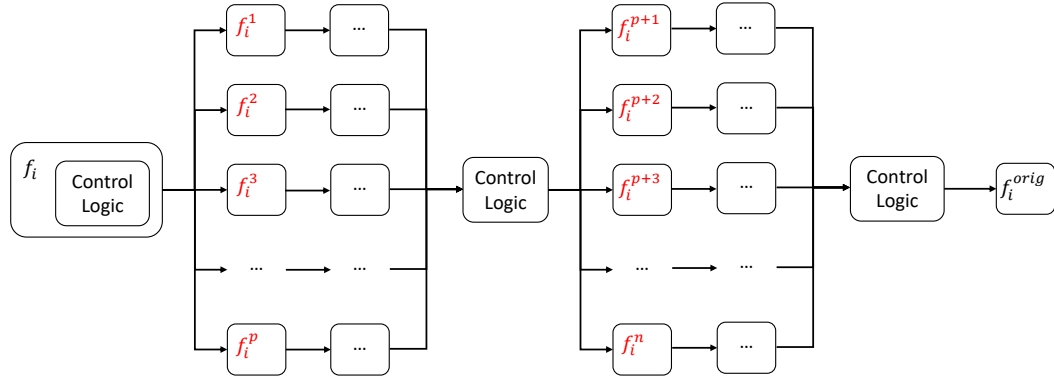 f_i^1
...
f_i^{p+1}
...
f_i^2
...
f_i^{p+2}
...
f_i
Control
Logic
f_i^3
...
Control
Logic
f_i^{p+3}
...
Control
Logic
f_i^{orig}
...
...
...
...
f_i^p
...
f_i^n
...